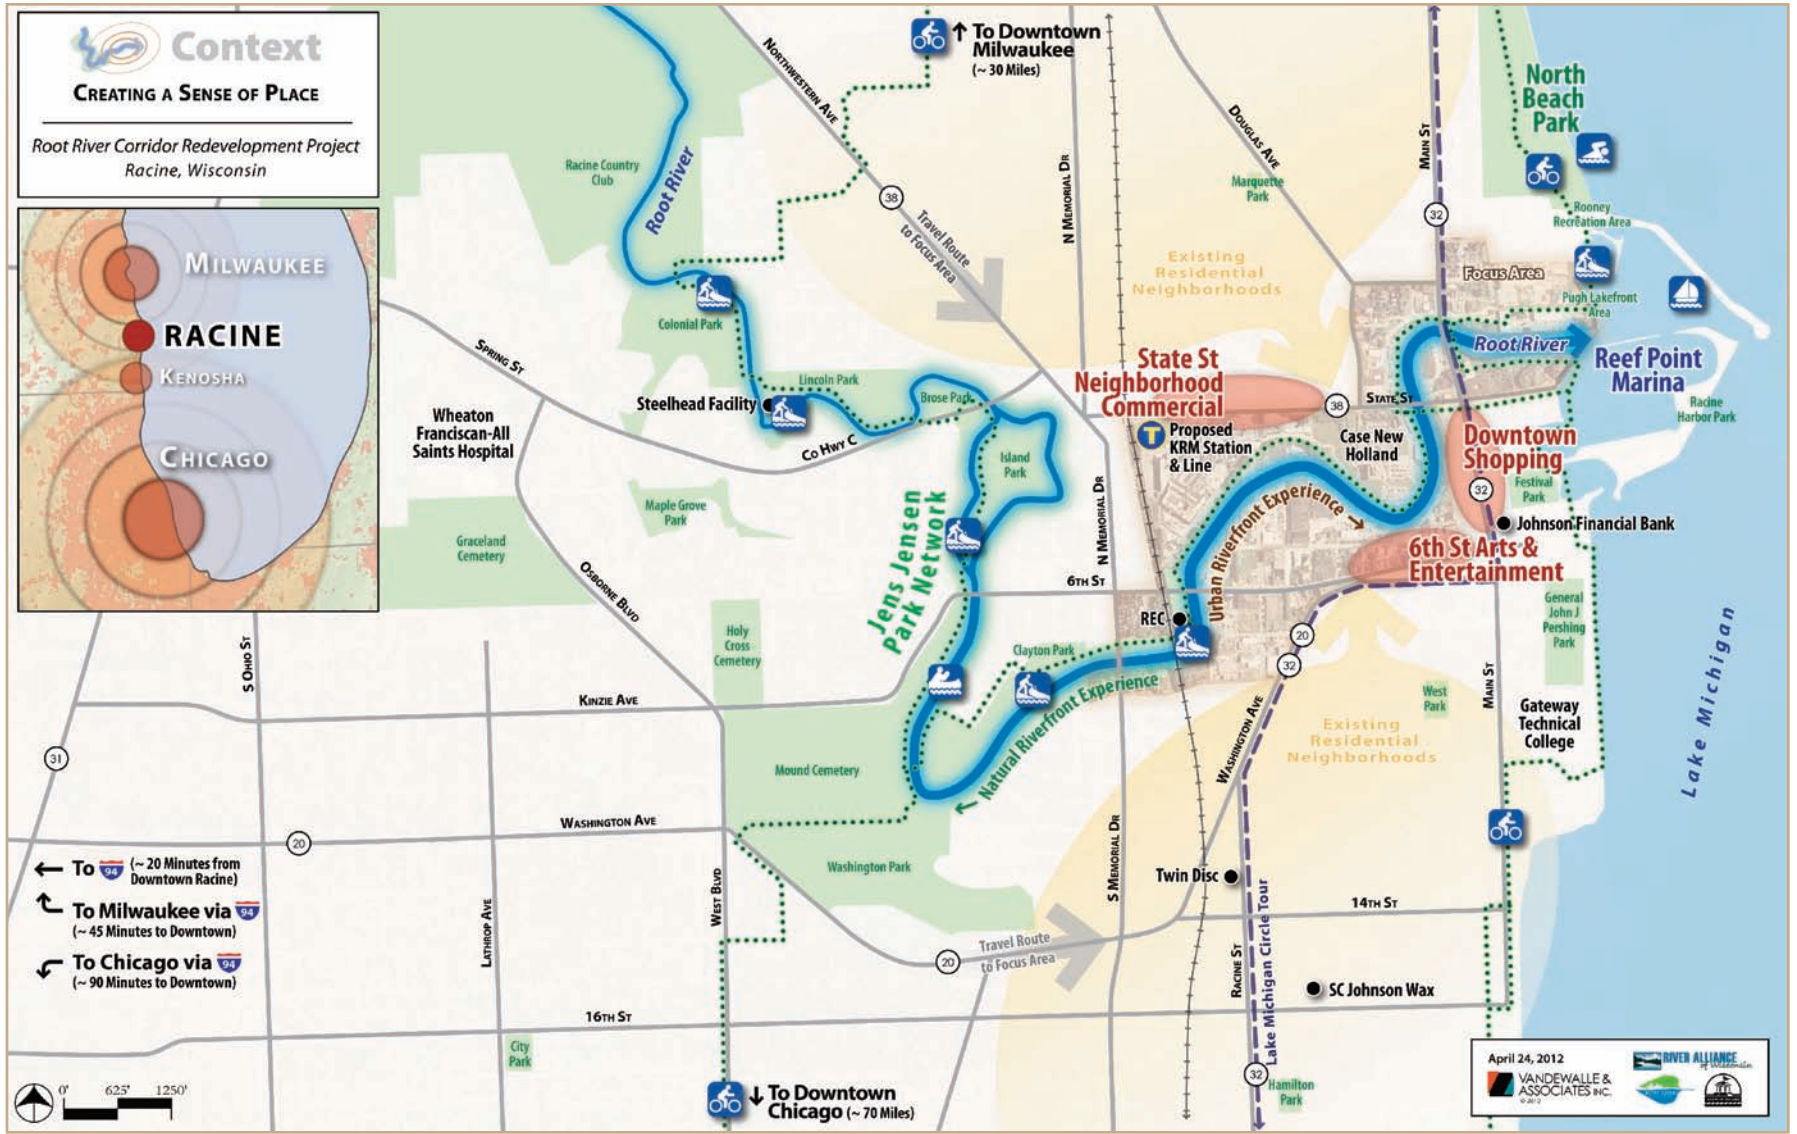 Context
CREATING A SENSE OF PLACE
Root River Corridor Redevelopment Project
Racine, Wisconsin
MILWAUKEE
RACINE
KENOSHA
CHICAGO
↑ To Downtown
Milwaukee
(~ 30 Miles)
NORTHWESTERN AVE
N MEMORIAL DR
DOUGLAS AVE
MAIN ST
North
Beach
Park
Racine Country
Club
Root River
38
Travel Route
to Focus Area
Marquette
Park
32
Rooney
Recreation Area
Existing
Residential
Neighborhoods
Focus Area
Pugh Lakefront
Area
Colonial Park
SPRING ST
State St
Neighborhood
Commercial
Root River
Reef Point
Marina
Lincoln Park
Brose Park
Steelhead Facility
Wheaton
Franciscan-All
Saints Hospital
CO HWY C
38
STATE ST
Racine
Harbor Park
T
Proposed
KRM Station
& Line
Case New
Holland
Downtown
Shopping
Island
Park
32
Festival
Park
Maple Grove
Park
Jens Jensen
Park Network
N MEMORIAL DR
Urban Riverfront Experience →
Johnson Financial Bank
Graceland
Cemetery
6th St Arts &
Entertainment
OSBORNE BLVD
6TH ST
REC
General
John J
Pershing
Park
Holy
Cross
Cemetery
Clayton Park
20
32
Lake Michigan
S OHIO ST
KINZIE AVE
← Natural Riverfront Experience
West
Park
MAIN ST
Gateway
Technical
College
WASHINGTON AVE
Existing
Residential
Neighborhoods
31
Mound Cemetery
WASHINGTON AVE
20
S MEMORIAL DR
← To 94 (~ 20 Minutes from
Downtown Racine)
Washington Park
Twin Disc
WEST BLVD
LATHROP AVE
14TH ST
To Milwaukee via 94
(~ 45 Minutes to Downtown)
Travel Route
to Focus Area
20
RACINE ST
Lake Michigan Circle Tour
To Chicago via 94
(~ 90 Minutes to Downtown)
SC Johnson Wax
16TH ST
City
Park
32
Hamilton
Park
0' 625' 1250'
↓ To Downtown
Chicago (~ 70 Miles)
April 24, 2012
VANDEWALLE &
ASSOCIATES INC.
© 2012
RIVER ALLIANCE
of Wisconsin